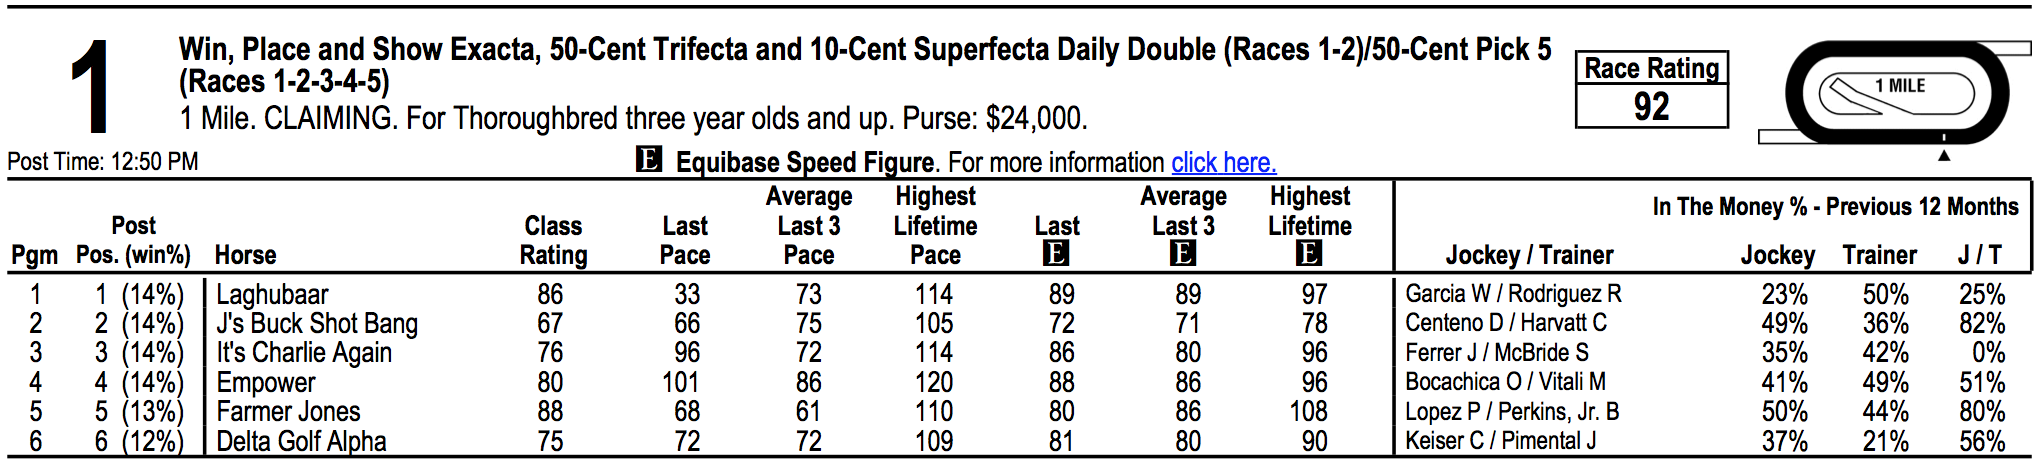 1
Win, Place and Show Exacta, 50-Cent Trifecta and 10-Cent Superfecta Daily Double (Races 1-2)/50-Cent Pick 5
(Races 1-2-3-4-5)
1 Mile. CLAIMING. For Thoroughbred three year olds and up. Purse: $24,000.
Race Rating
92
1 MILE
Post Time: 12:50 PM
E Equibase Speed Figure. For more information click here.
Pgm Post Pos. (win%) Horse Class Rating Last Pace Average Last 3 Pace Highest Lifetime Pace Last E Average Last 3 E Highest Lifetime E Jockey / Trainer In The Money % - Previous 12 Months Jockey Trainer J / T
1 1 (14%) Laghubaar 86 33 73 114 89 89 97 Garcia W / Rodriguez R 23% 50% 25%
2 2 (14%) J's Buck Shot Bang 67 66 75 105 72 71 78 Centeno D / Harvatt C 49% 36% 82%
3 3 (14%) It's Charlie Again 76 96 72 114 86 80 96 Ferrer J / McBride S 35% 42% 0%
4 4 (14%) Empower 80 101 86 120 88 86 96 Bocachica O / Vitali M 41% 49% 51%
5 5 (13%) Farmer Jones 88 68 61 110 80 86 108 Lopez P / Perkins, Jr. B 50% 44% 80%
6 6 (12%) Delta Golf Alpha 75 72 72 109 81 80 90 Keiser C / Pimental J 37% 21% 56%